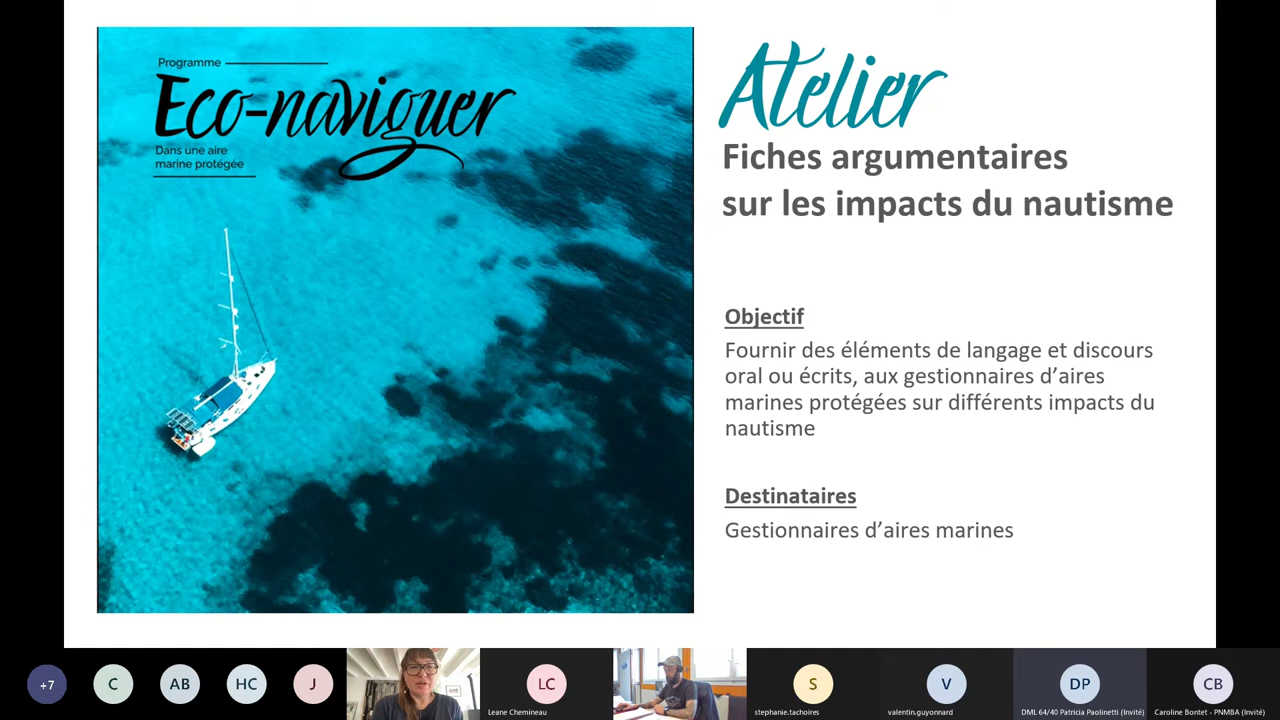 Programme
Eco-naviguer
Dans une aire
marine protégée
Atelier
Fiches argumentaires
sur les impacts du nautisme
Objectif
Fournir des éléments de langage et discours
oral ou écrits, aux gestionnaires d’aires
marines protégées sur différents impacts du
nautisme
Destinataires
Gestionnaires d’aires marines
+7
C
AB
HC
J
LC
Leane Chemineau
S
stephanie.tachoires
V
valentin.guyonnard
DP
DML 64/40 Patricia Paolinetti (Invité)
CB
Caroline Bontet - PNMBA (Invité)